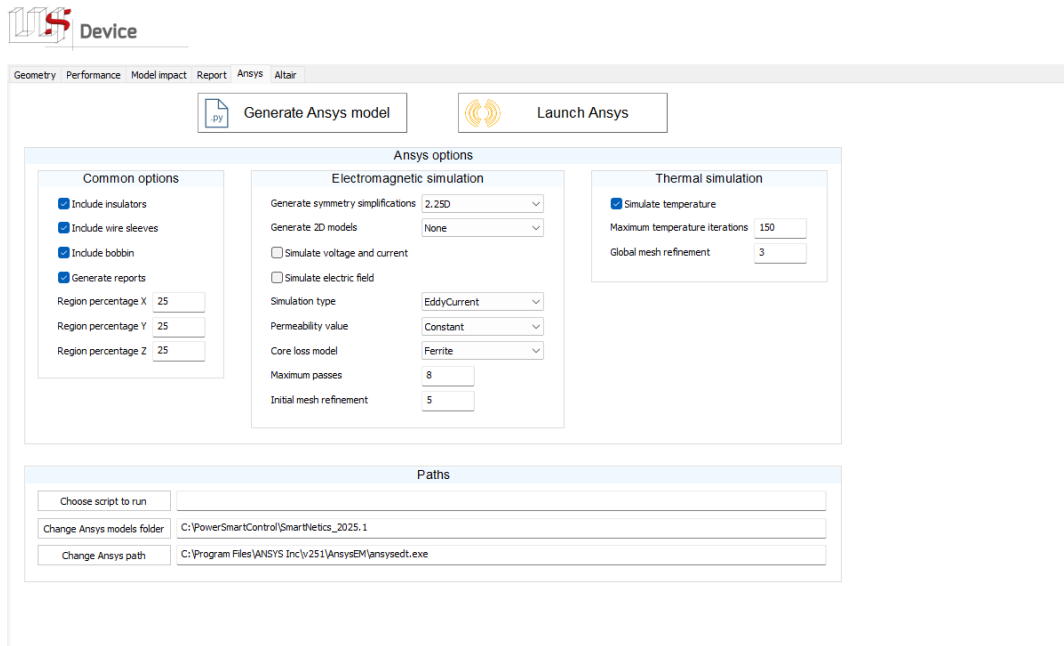 Device
Geometry Performance Model impact Report Ansys Altair
.py Generate Ansys model Launch Ansys
Ansys options
Common options
Include insulators
Include wire sleeves
Include bobbin
Generate reports
Region percentage X 25
Region percentage Y 25
Region percentage Z 25
Electromagnetic simulation
Generate symmetry simplifications 2.25D
Generate 2D models None
Simulate voltage and current
Simulate electric field
Simulation type EddyCurrent
Permeability value Constant
Core loss model Ferrite
Maximum passes 8
Initial mesh refinement 5
Thermal simulation
Simulate temperature
Maximum temperature iterations 150
Global mesh refinement 3
Paths
Choose script to run
Change Ansys models folder C:\PowerSmartControl\SmartNetics_2025.1
Change Ansys path C:\Program Files\ANSYS Inc\v251\AnsysEM\ansysedt.exe